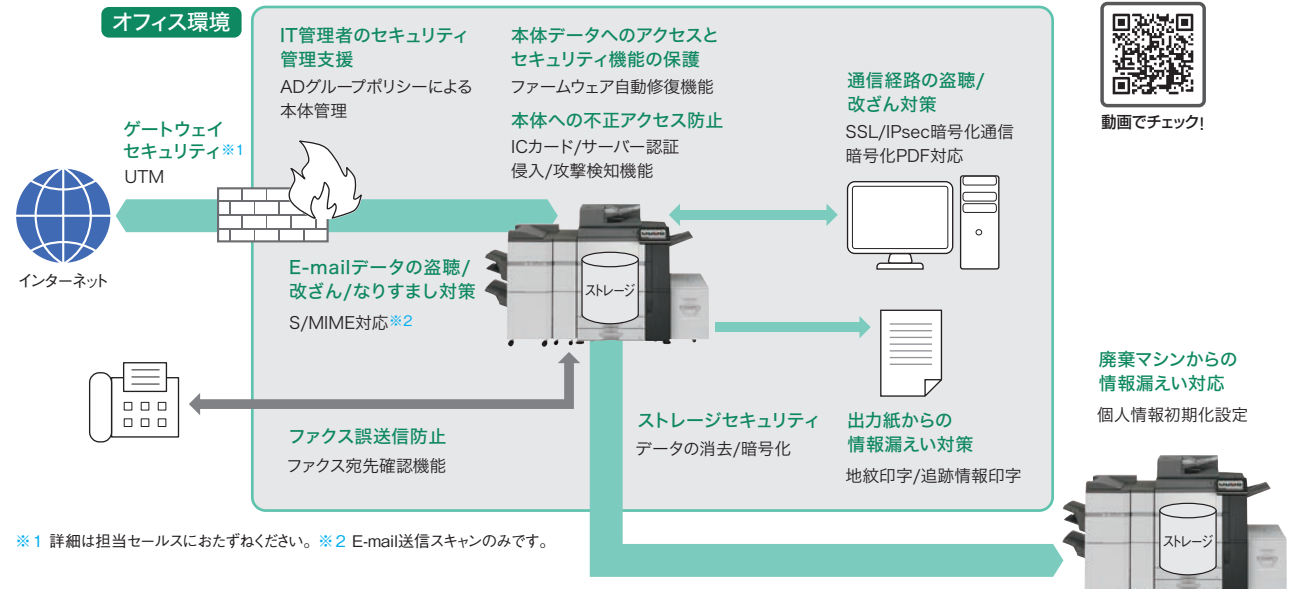 オフィス環境
IT管理者のセキュリティ
管理支援
ADグループポリシーによる
本体管理
本体データへのアクセスと
セキュリティ機能の保護
ファームウェア自動修復機能
本体への不正アクセス防止
ICカード/サーバー認証
侵入/攻撃検知機能
通信経路の盗聴/
改ざん対策
SSL/IPsec暗号化通信
暗号化PDF対応
動画でチェック!
ゲートウェイ
セキュリティ※1
UTM
インターネット
E-mailデータの盗聴/
改ざん/なりすまし対策
S/MIME対応※2
ストレージ
ファクス誤送信防止
ファクス宛先確認機能
ストレージセキュリティ
データの消去/暗号化
出力紙からの
情報漏えい対策
地紋印字/追跡情報印字
廃棄マシンからの
情報漏えい対応
個人情報初期化設定
ストレージ
※1 詳細は担当セールスにおたずねください。 ※2 E-mail送信スキャンのみです。